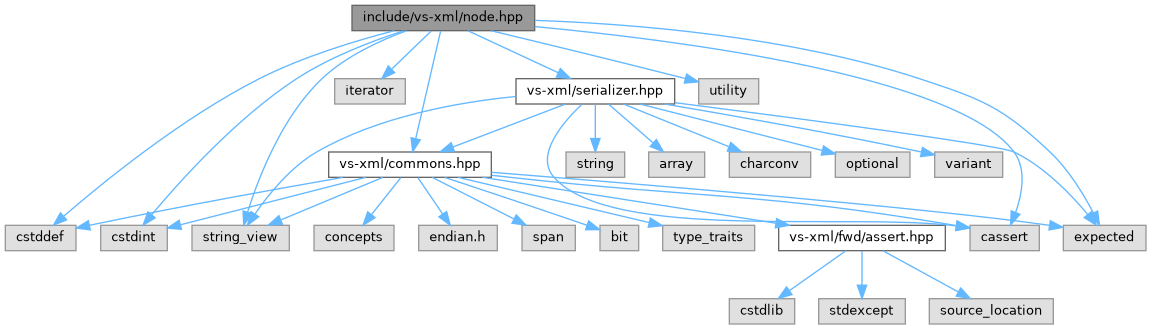 include/vs-xml/node.hpp
iterator
vs-xml/serializer.hpp
utility
vs-xml/commons.hpp
string
array
charconv
optional
variant
cstddef
cstdint
string_view
concepts
endian.h
span
bit
type_traits
vs-xml/fwd/assert.hpp
cassert
expected
cstdlib
stdexcept
source_location